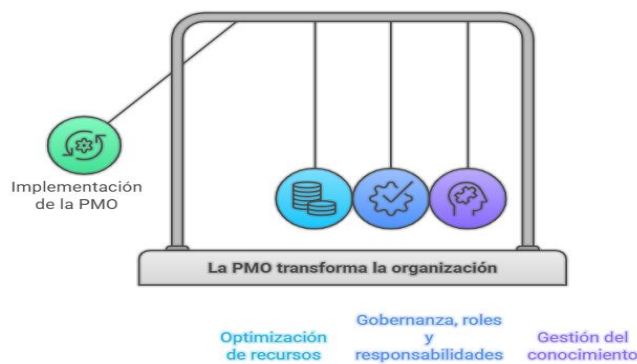 Implementación
de la PMO
La PMO transforma la organización
Optimización
de recursos
Gobernanza, roles
y
responsabilidades
Gestión del
conocimiento